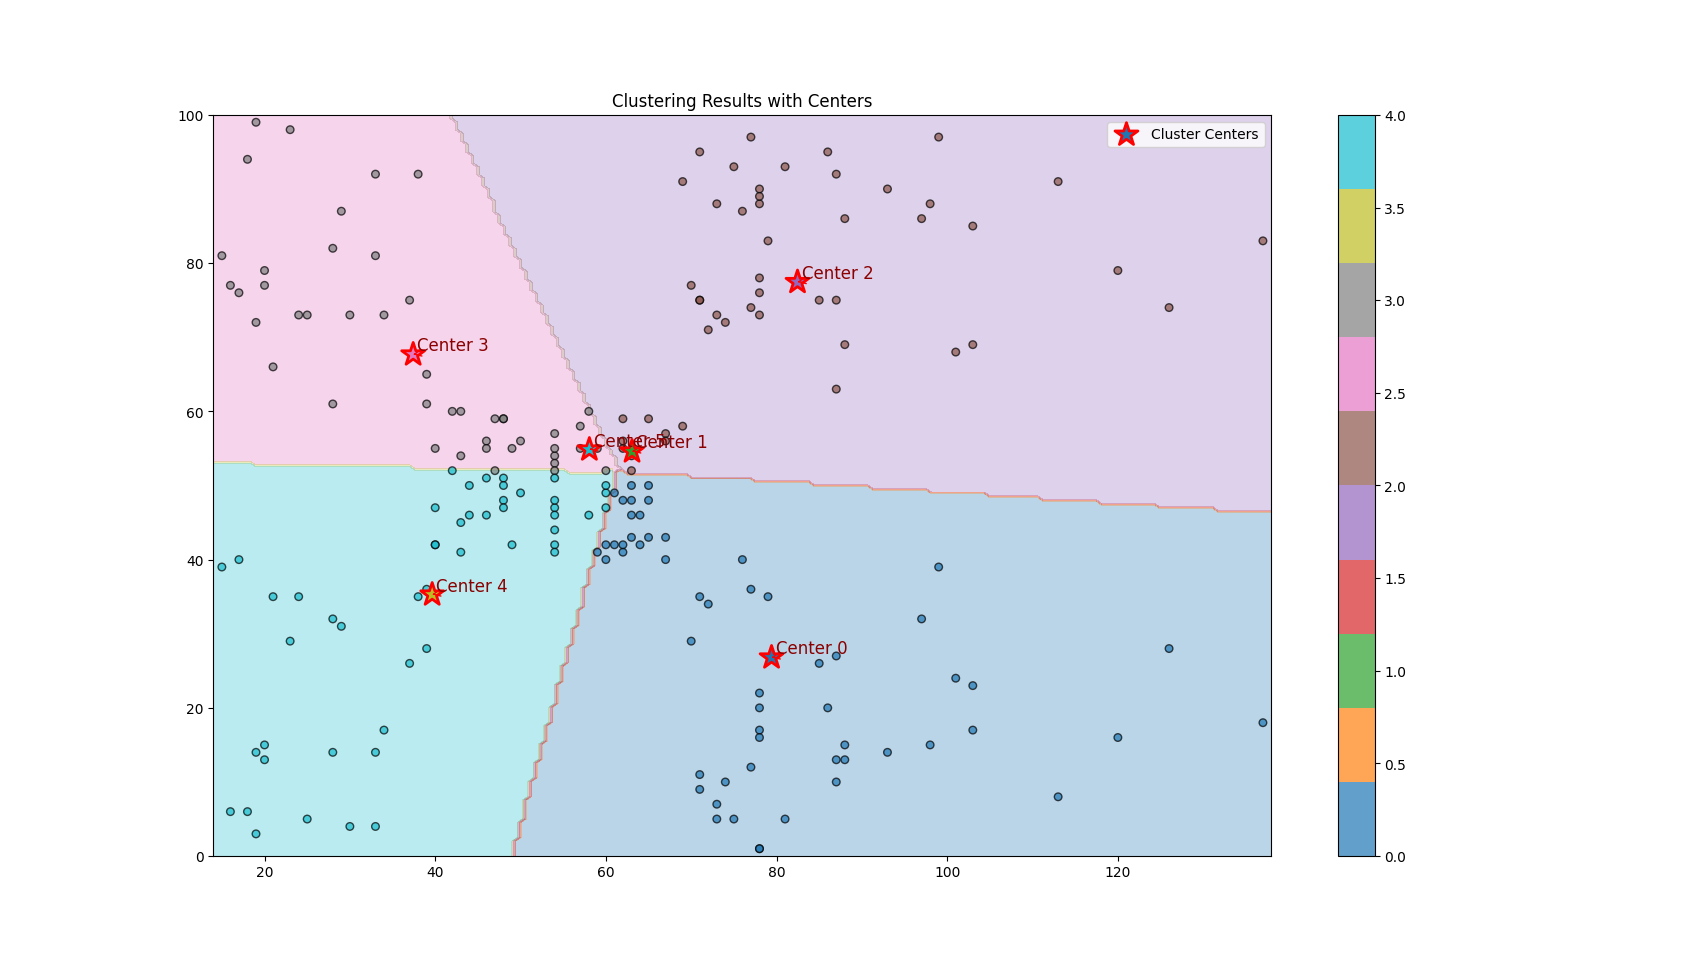 Clustering Results with Centers
100
80
60
40
20
0
20
40
60
80
100
120
Cluster Centers
Center 2
Center 3
Center 5
Center 1
Center 4
Center 0
4.0
3.5
3.0
2.5
2.0
1.5
1.0
0.5
0.0